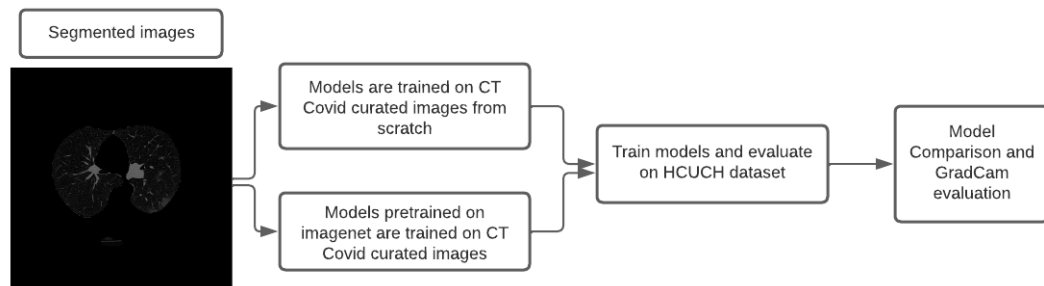 Segmented images
Models are trained on CT
Covid curated images from
scratch
Models pretrained on
imagenet are trained on CT
Covid curated images
Train models and evaluate
on HCUCH dataset
Model
Comparison and
GradCam
evaluation